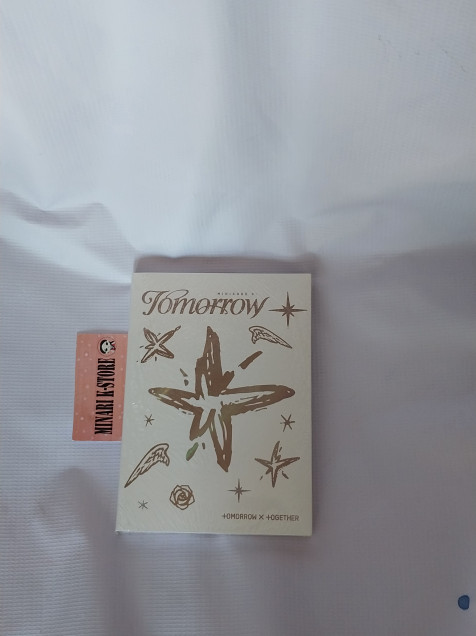 MINISODE 3:
Tomorrow
MINARI K-STORE
TOMORROW X TOGETHER